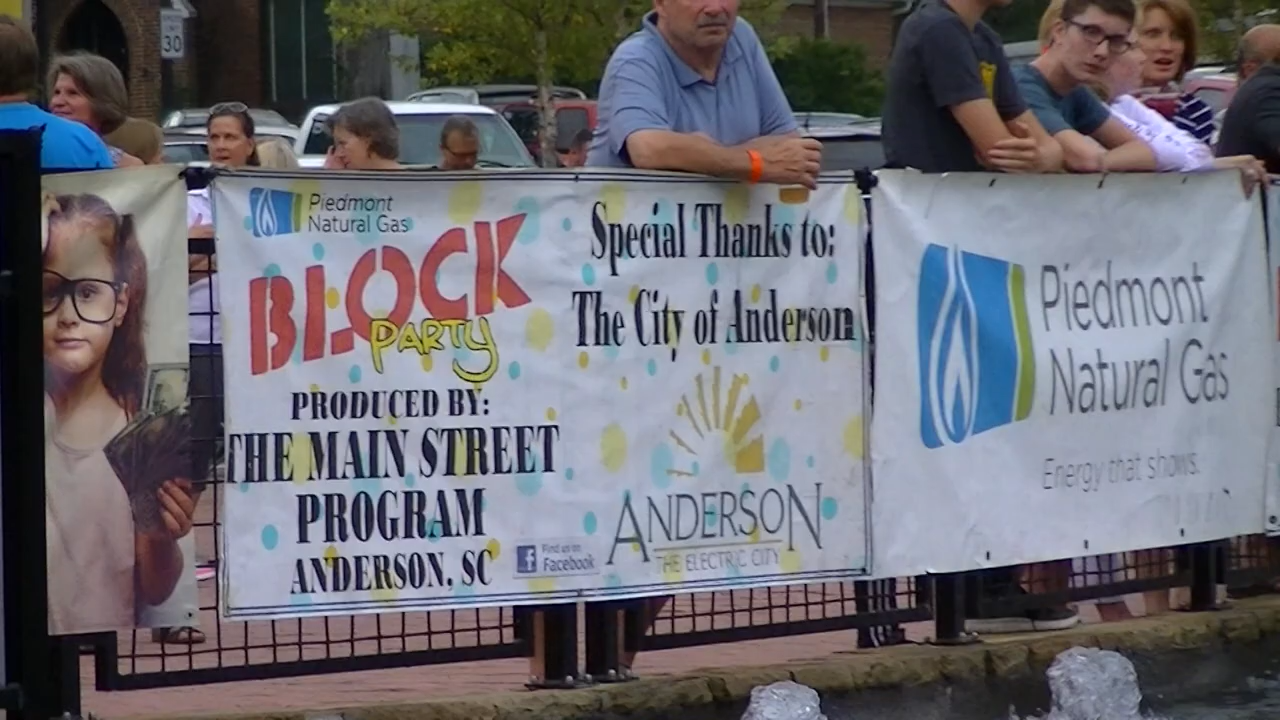 30
Piedmont
Natural Gas
BLOCK
PARTY
PRODUCED BY:
THE MAIN STREET
PROGRAM
ANDERSON, SC
Special Thanks to:
The City of Anderson
Find us on
Facebook
ANDERSON
THE ELECTRIC CITY
Piedmont
Natural Gas
Energy that shows.